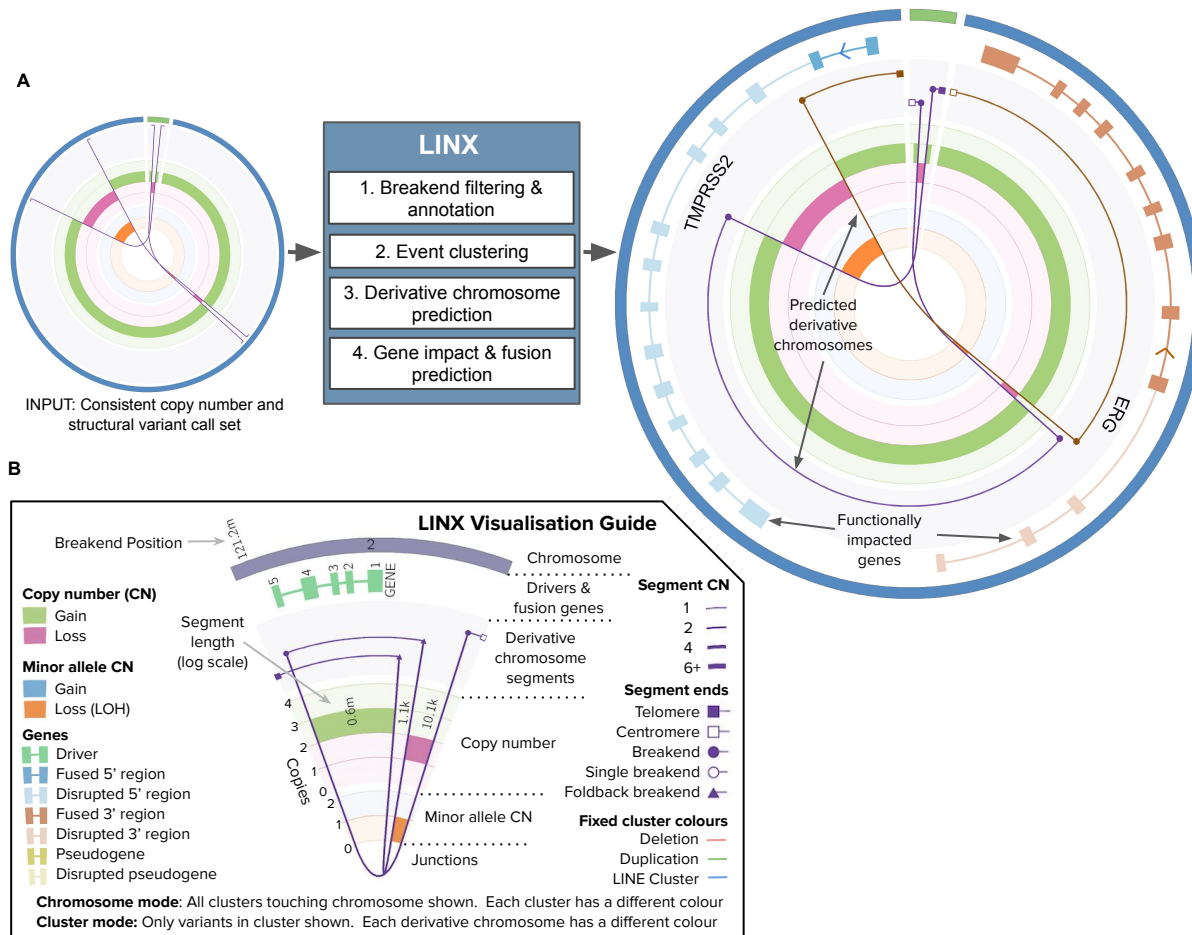 A
LINX
1. Breakend filtering &
annotation
2. Event clustering
3. Derivative chromosome
prediction
4. Gene impact & fusion
prediction
INPUT: Consistent copy number and
structural variant call set
TMPRSS2
ERG
Predicted
derivative
chromosomes
Functionally
impacted
genes
B
LINX Visualisation Guide
Breakend Position
121.2m
2
Chromosome
5
4
3
2
1
GENE
Drivers &
fusion genes
Segment
length
(log scale)
Derivative
chromosome
segments
4
3
2
1
0
2
1
0
Copies
0.6m
1.1k
10.1k
Copy number
Minor allele CN
Junctions
Copy number (CN)
Gain
Loss
Minor allele CN
Gain
Loss (LOH)
Genes
Driver
Fused 5’ region
Disrupted 5’ region
Fused 3’ region
Disrupted 3’ region
Pseudogene
Disrupted pseudogene
Segment CN
1
2
4
6+
Segment ends
Telomere
Centromere
Breakend
Single breakend
Foldback breakend
Fixed cluster colours
Deletion
Duplication
LINE Cluster
Chromosome mode: All clusters touching chromosome shown. Each cluster has a different colour
Cluster mode: Only variants in cluster shown. Each derivative chromosome has a different colour